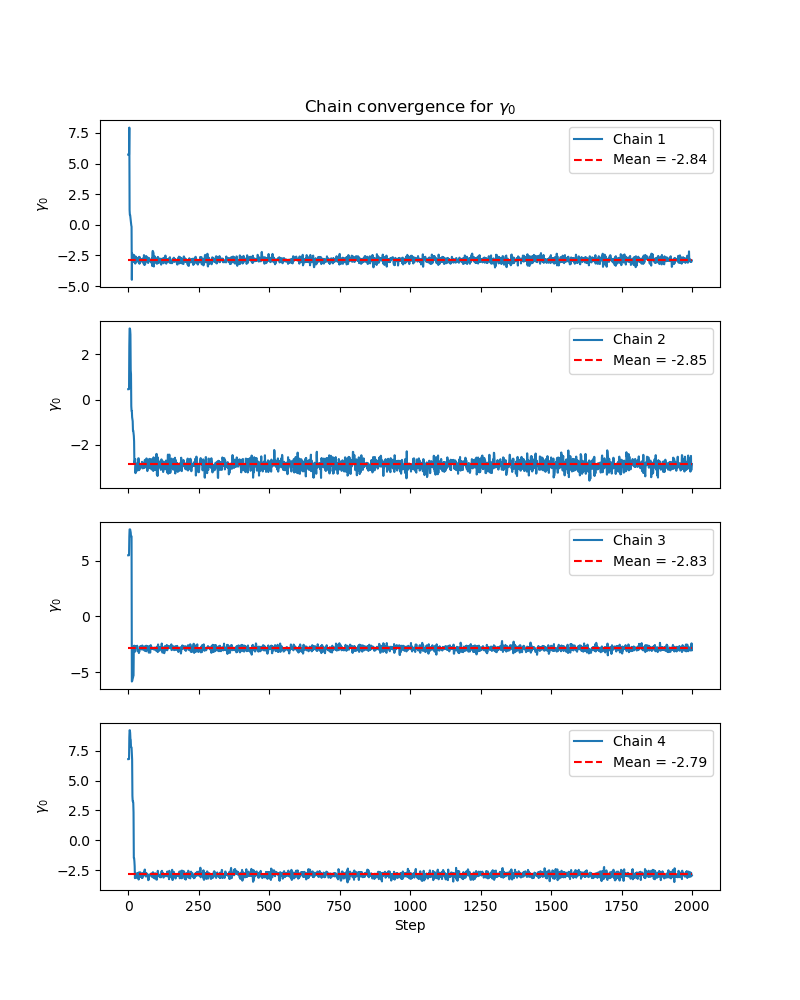 Chain convergence for γ₀
7.5
5.0
2.5
0.0
−2.5
−5.0
γ₀
Chain 1
Mean = -2.84
2
0
−2
γ₀
Chain 2
Mean = -2.85
5
0
−5
γ₀
Chain 3
Mean = -2.83
7.5
5.0
2.5
0.0
−2.5
γ₀
Chain 4
Mean = -2.79
0 250 500 750 1000 1250 1500 1750 2000
Step